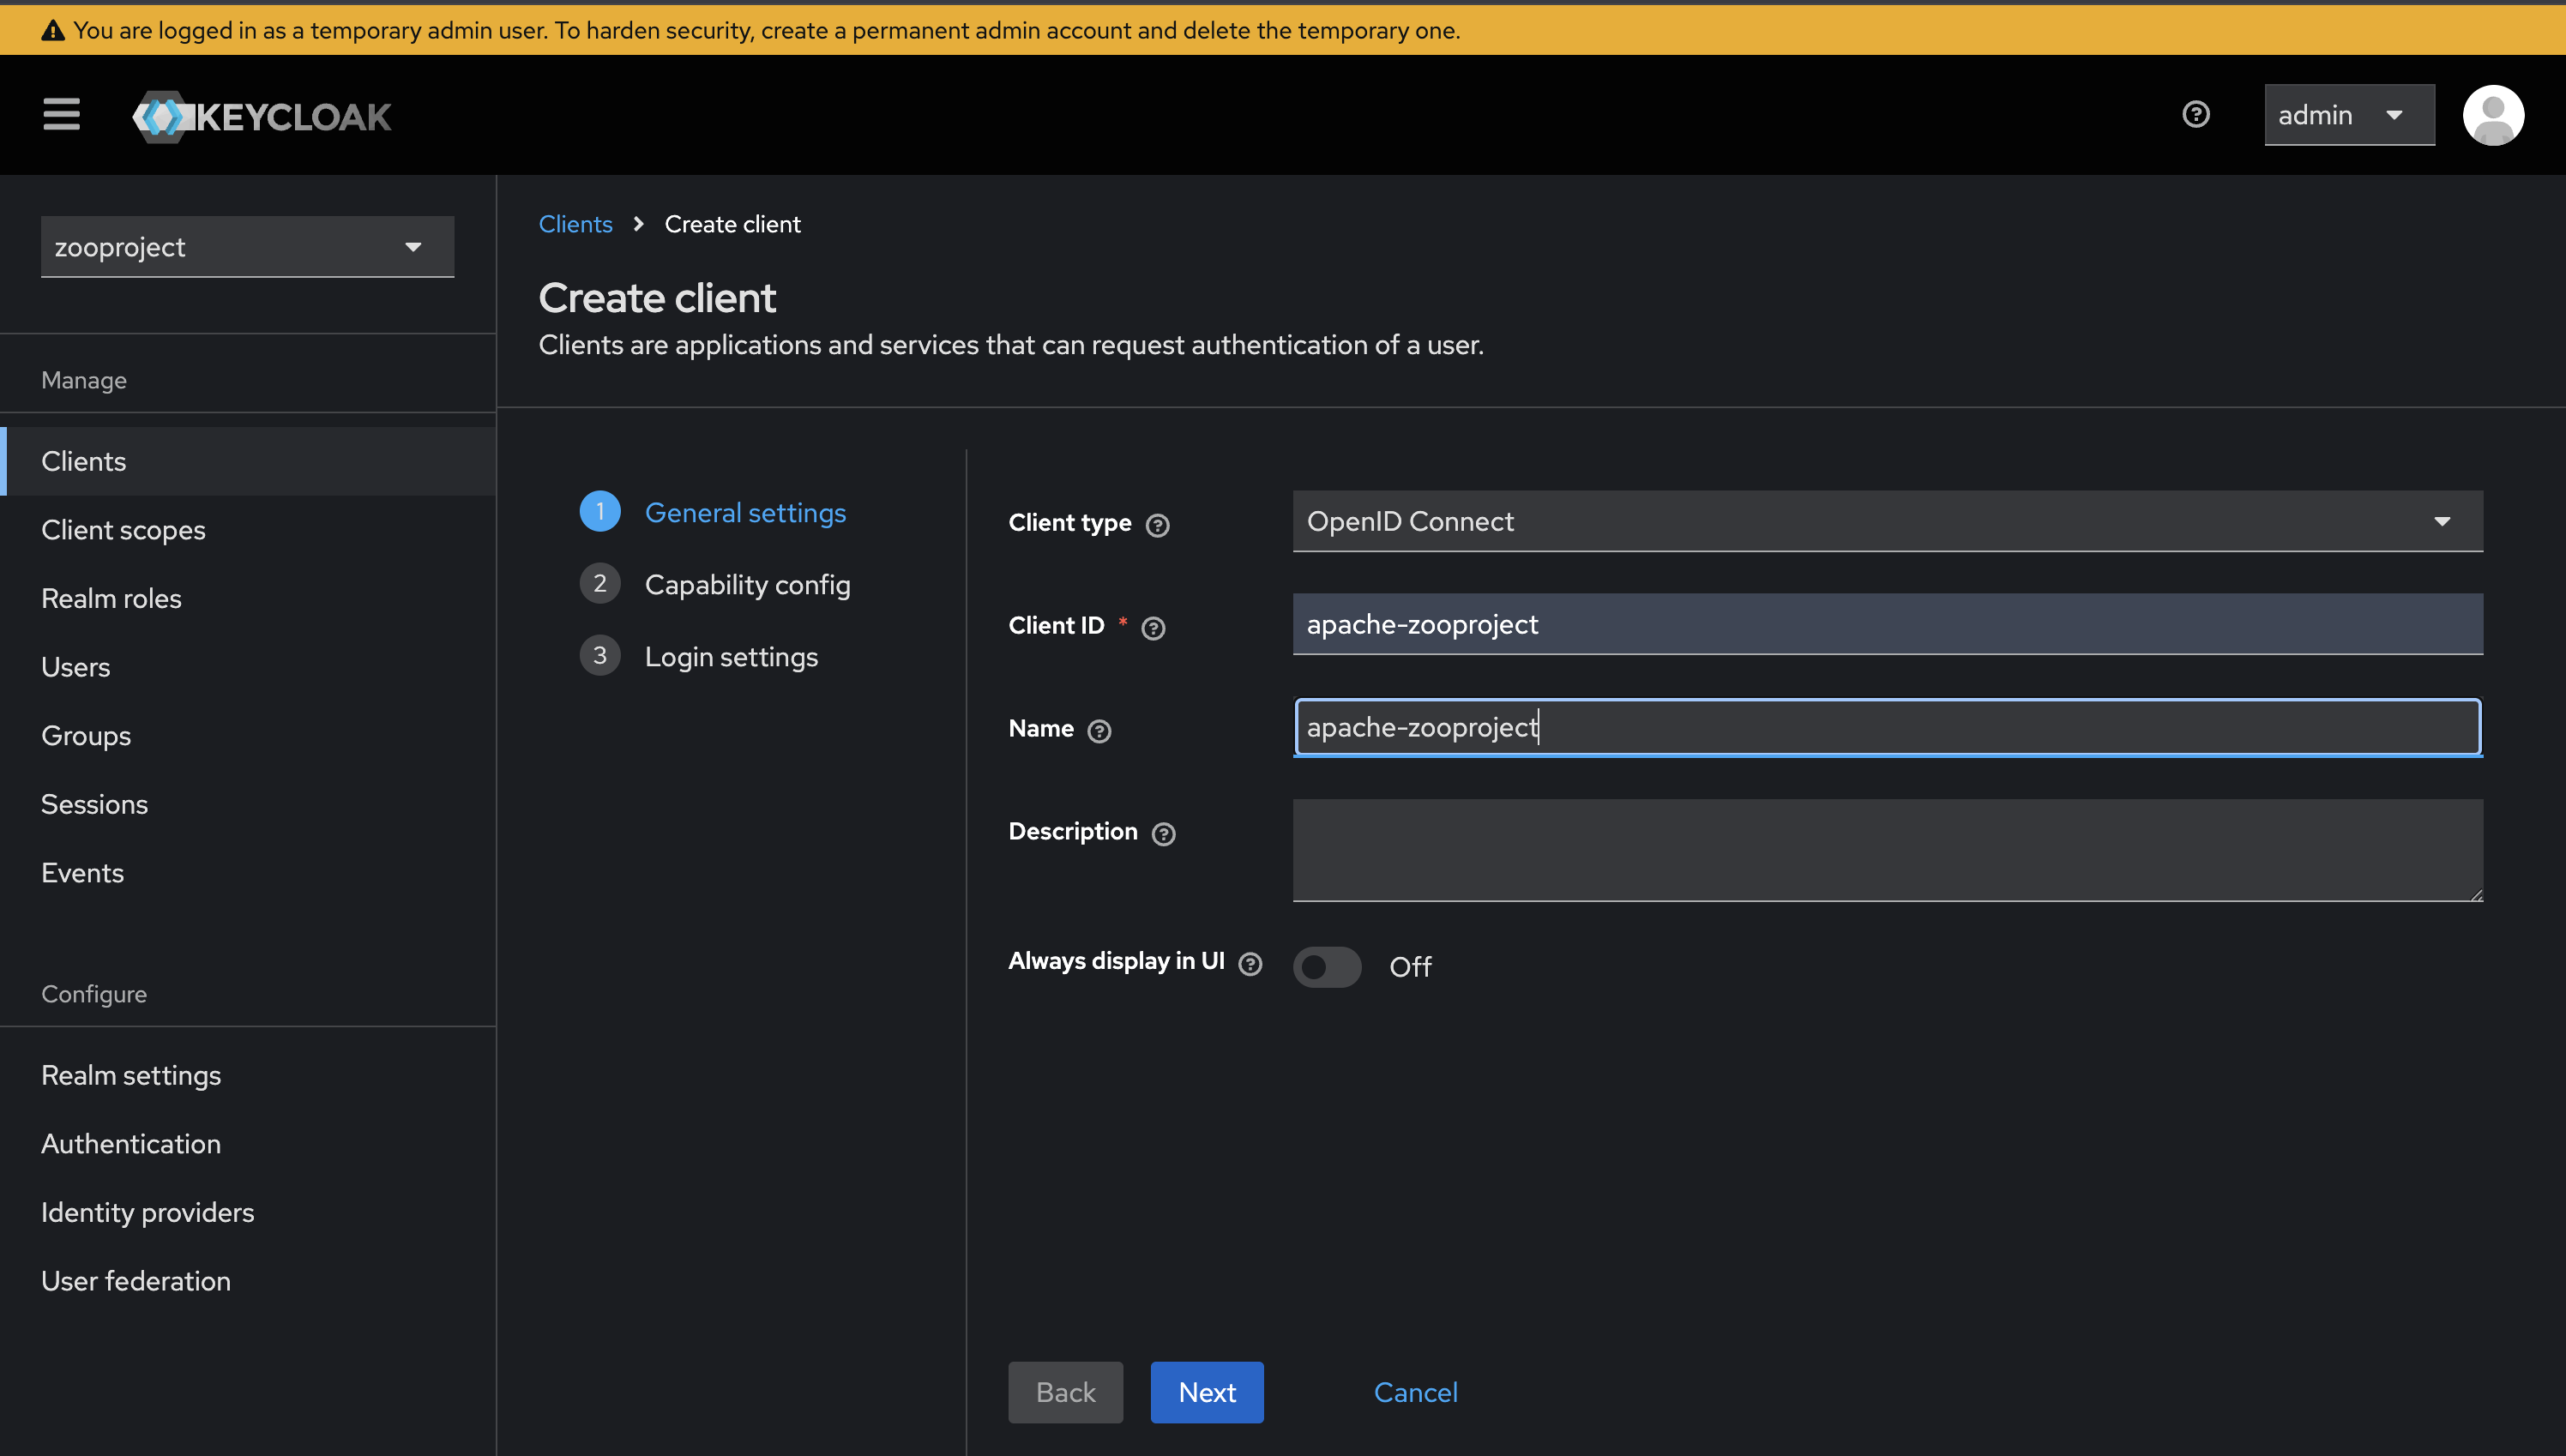 You are logged in as a temporary admin user. To harden security, create a permanent admin account and delete the temporary one.
KEYCLOAK
admin
zooproject
Manage
Clients
Client scopes
Realm roles
Users
Groups
Sessions
Events
Configure
Realm settings
Authentication
Identity providers
User federation
Clients Create client
Create client
Clients are applications and services that can request authentication of a user.
1 General settings
2 Capability config
3 Login settings
Client type OpenID Connect
Client ID * apache-zooproject
Name apache-zooproject
Description
Always display in UI Off
Back Next Cancel